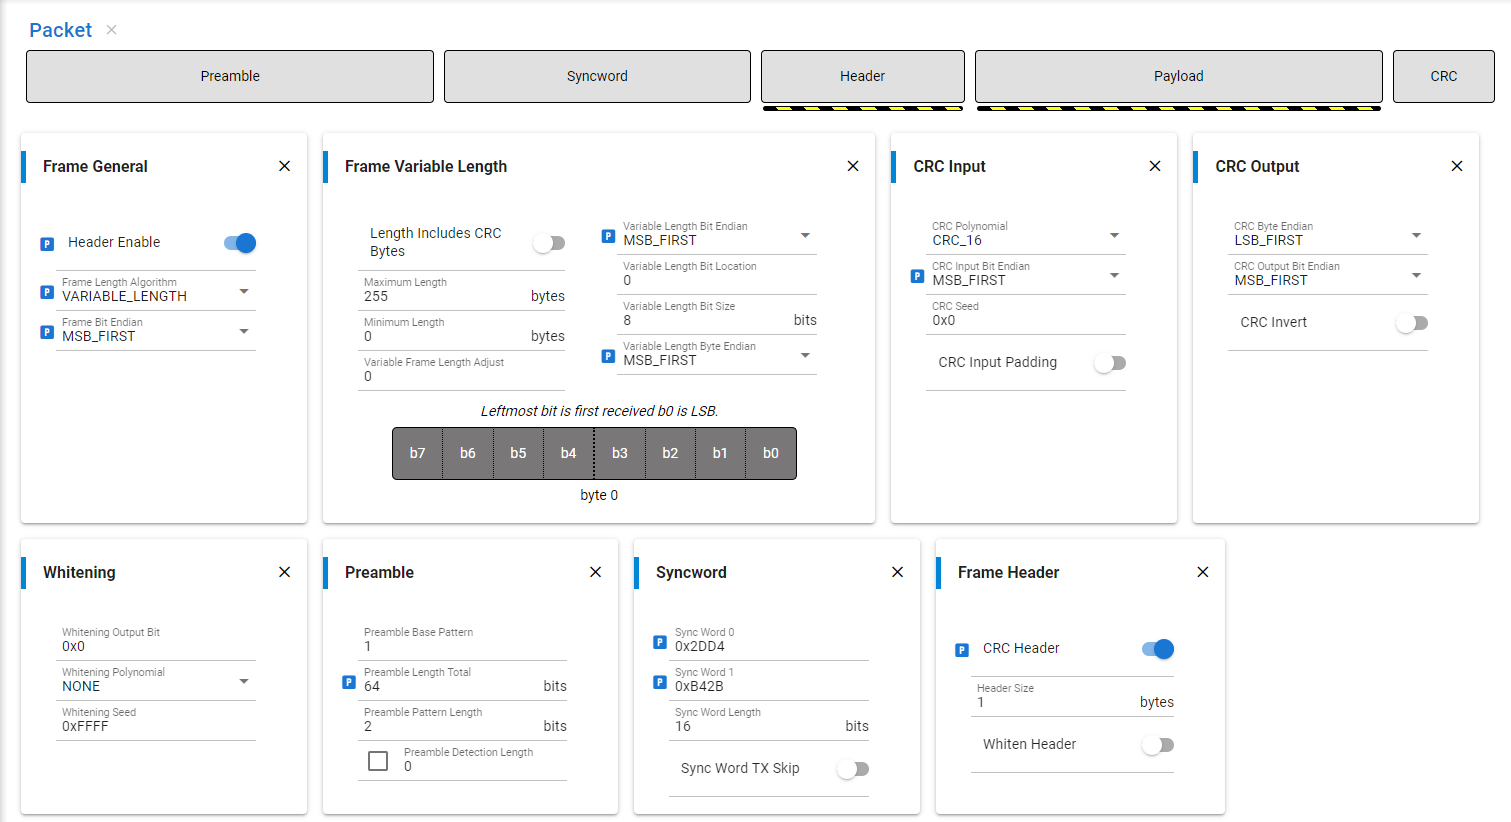 Packet
Preamble
Syncword
Header
Payload
CRC
Frame General
P
Header Enable
Frame Length Algorithm
P
VARIABLE_LENGTH
Frame Bit Endian
P
MSB_FIRST
Frame Variable Length
Length Includes CRC
Bytes
Maximum Length
255 bytes
Minimum Length
0 bytes
Variable Frame Length Adjust
0
Variable Length Bit Endian
P
MSB_FIRST
Variable Length Bit Location
0
Variable Length Bit Size
8 bits
Variable Length Byte Endian
P
MSB_FIRST
Leftmost bit is first received b0 is LSB.
b7 b6 b5 b4 b3 b2 b1 b0
byte 0
CRC Input
CRC Polynomial
CRC_16
CRC Input Bit Endian
P
MSB_FIRST
CRC Seed
0x0
CRC Input Padding
CRC Output
CRC Byte Endian
LSB_FIRST
CRC Output Bit Endian
MSB_FIRST
CRC Invert
Whitening
Whitening Output Bit
0x0
Whitening Polynomial
NONE
Whitening Seed
0xFFFF
Preamble
Preamble Base Pattern
1
Preamble Length Total
P
64 bits
Preamble Pattern Length
2 bits
Preamble Detection Length
0
Syncword
Sync Word 0
P
0x2DD4
Sync Word 1
P
0xB42B
Sync Word Length
16 bits
Sync Word TX Skip
Frame Header
P
CRC Header
Header Size
1 bytes
Whiten Header